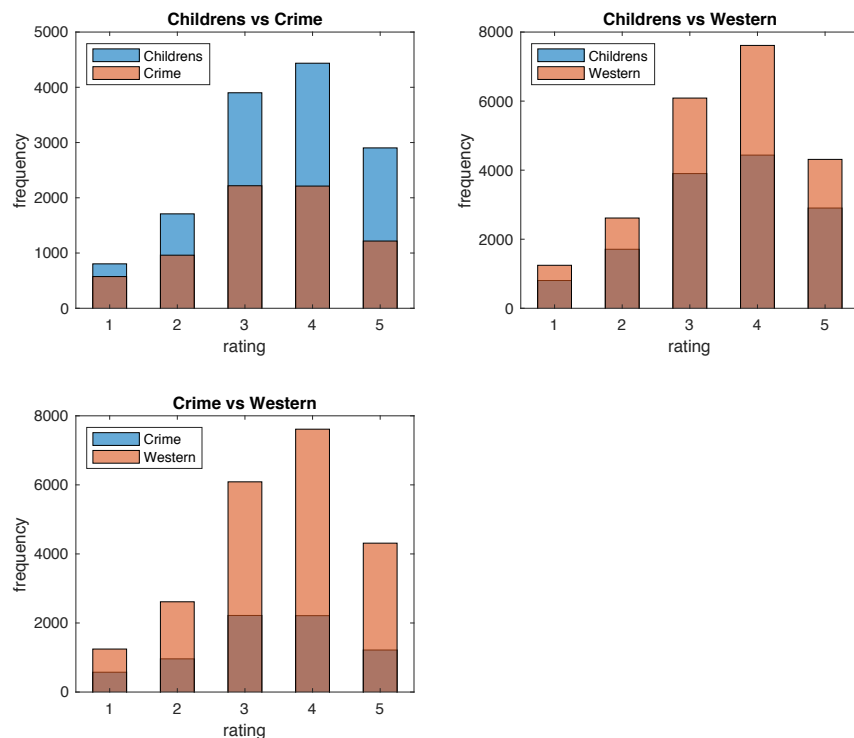 Childrens vs Crime
5000
4000
3000
2000
1000
0
frequency
Childrens
Crime
1 2 3 4 5
rating
Childrens vs Western
8000
6000
4000
2000
0
frequency
Childrens
Western
1 2 3 4 5
rating
Crime vs Western
8000
6000
4000
2000
0
frequency
Crime
Western
1 2 3 4 5
rating